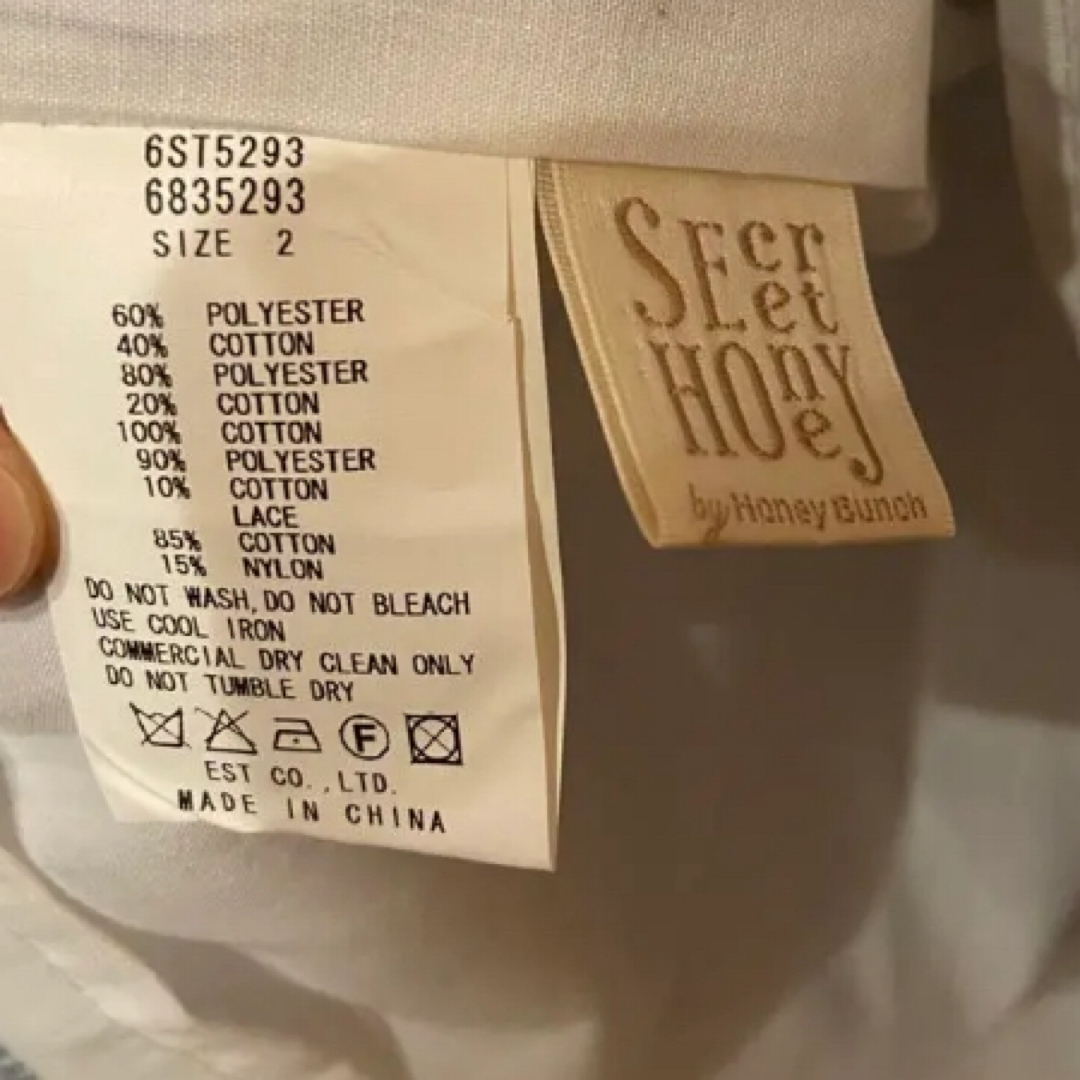 6ST5293
6835293
SIZE 2
60% POLYESTER
40% COTTON
80% POLYESTER
20% COTTON
100% COTTON
90% POLYESTER
10% COTTON
LACE
85% COTTON
15% NYLON
DO NOT WASH, DO NOT BLEACH
USE COOL IRON
COMMERCIAL DRY CLEAN ONLY
DO NOT TUMBLE DRY
F
EST CO.,LTD.
MADE IN CHINA
SEcret
HOney
by Honey Bunch